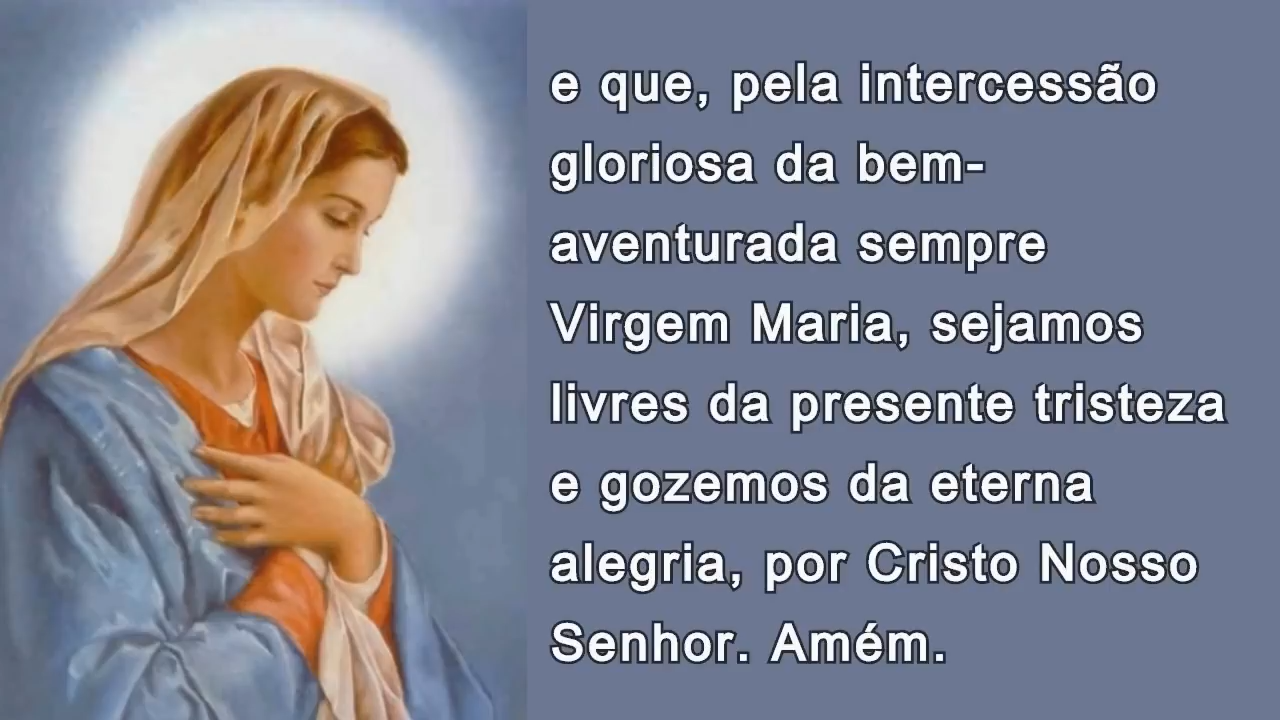 e que, pela intercessão
gloriosa da bem-
aventurada sempre
Virgem Maria, sejamos
livres da presente tristeza
e gozemos da eterna
alegria, por Cristo Nosso
Senhor. Amém.